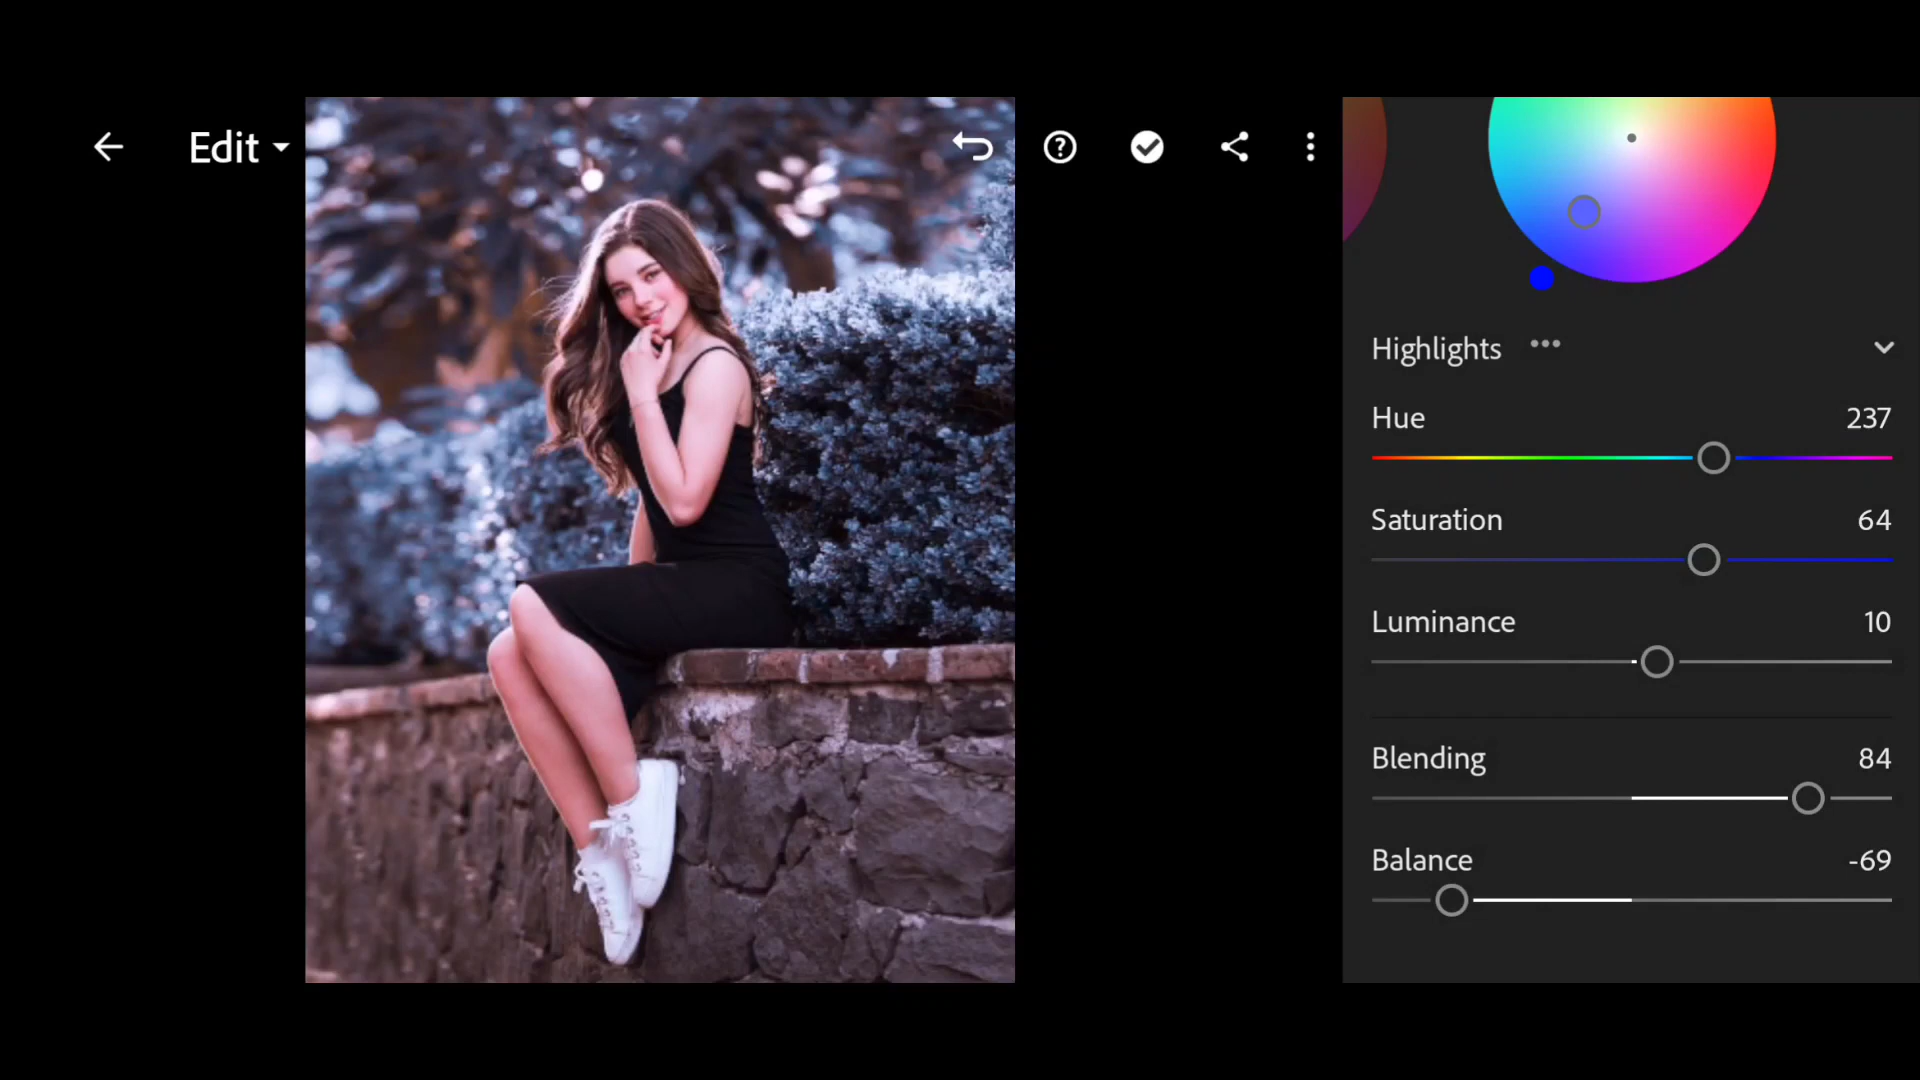 Edit
Highlights
Hue 237
Saturation 64
Luminance 10
Blending 84
Balance -69